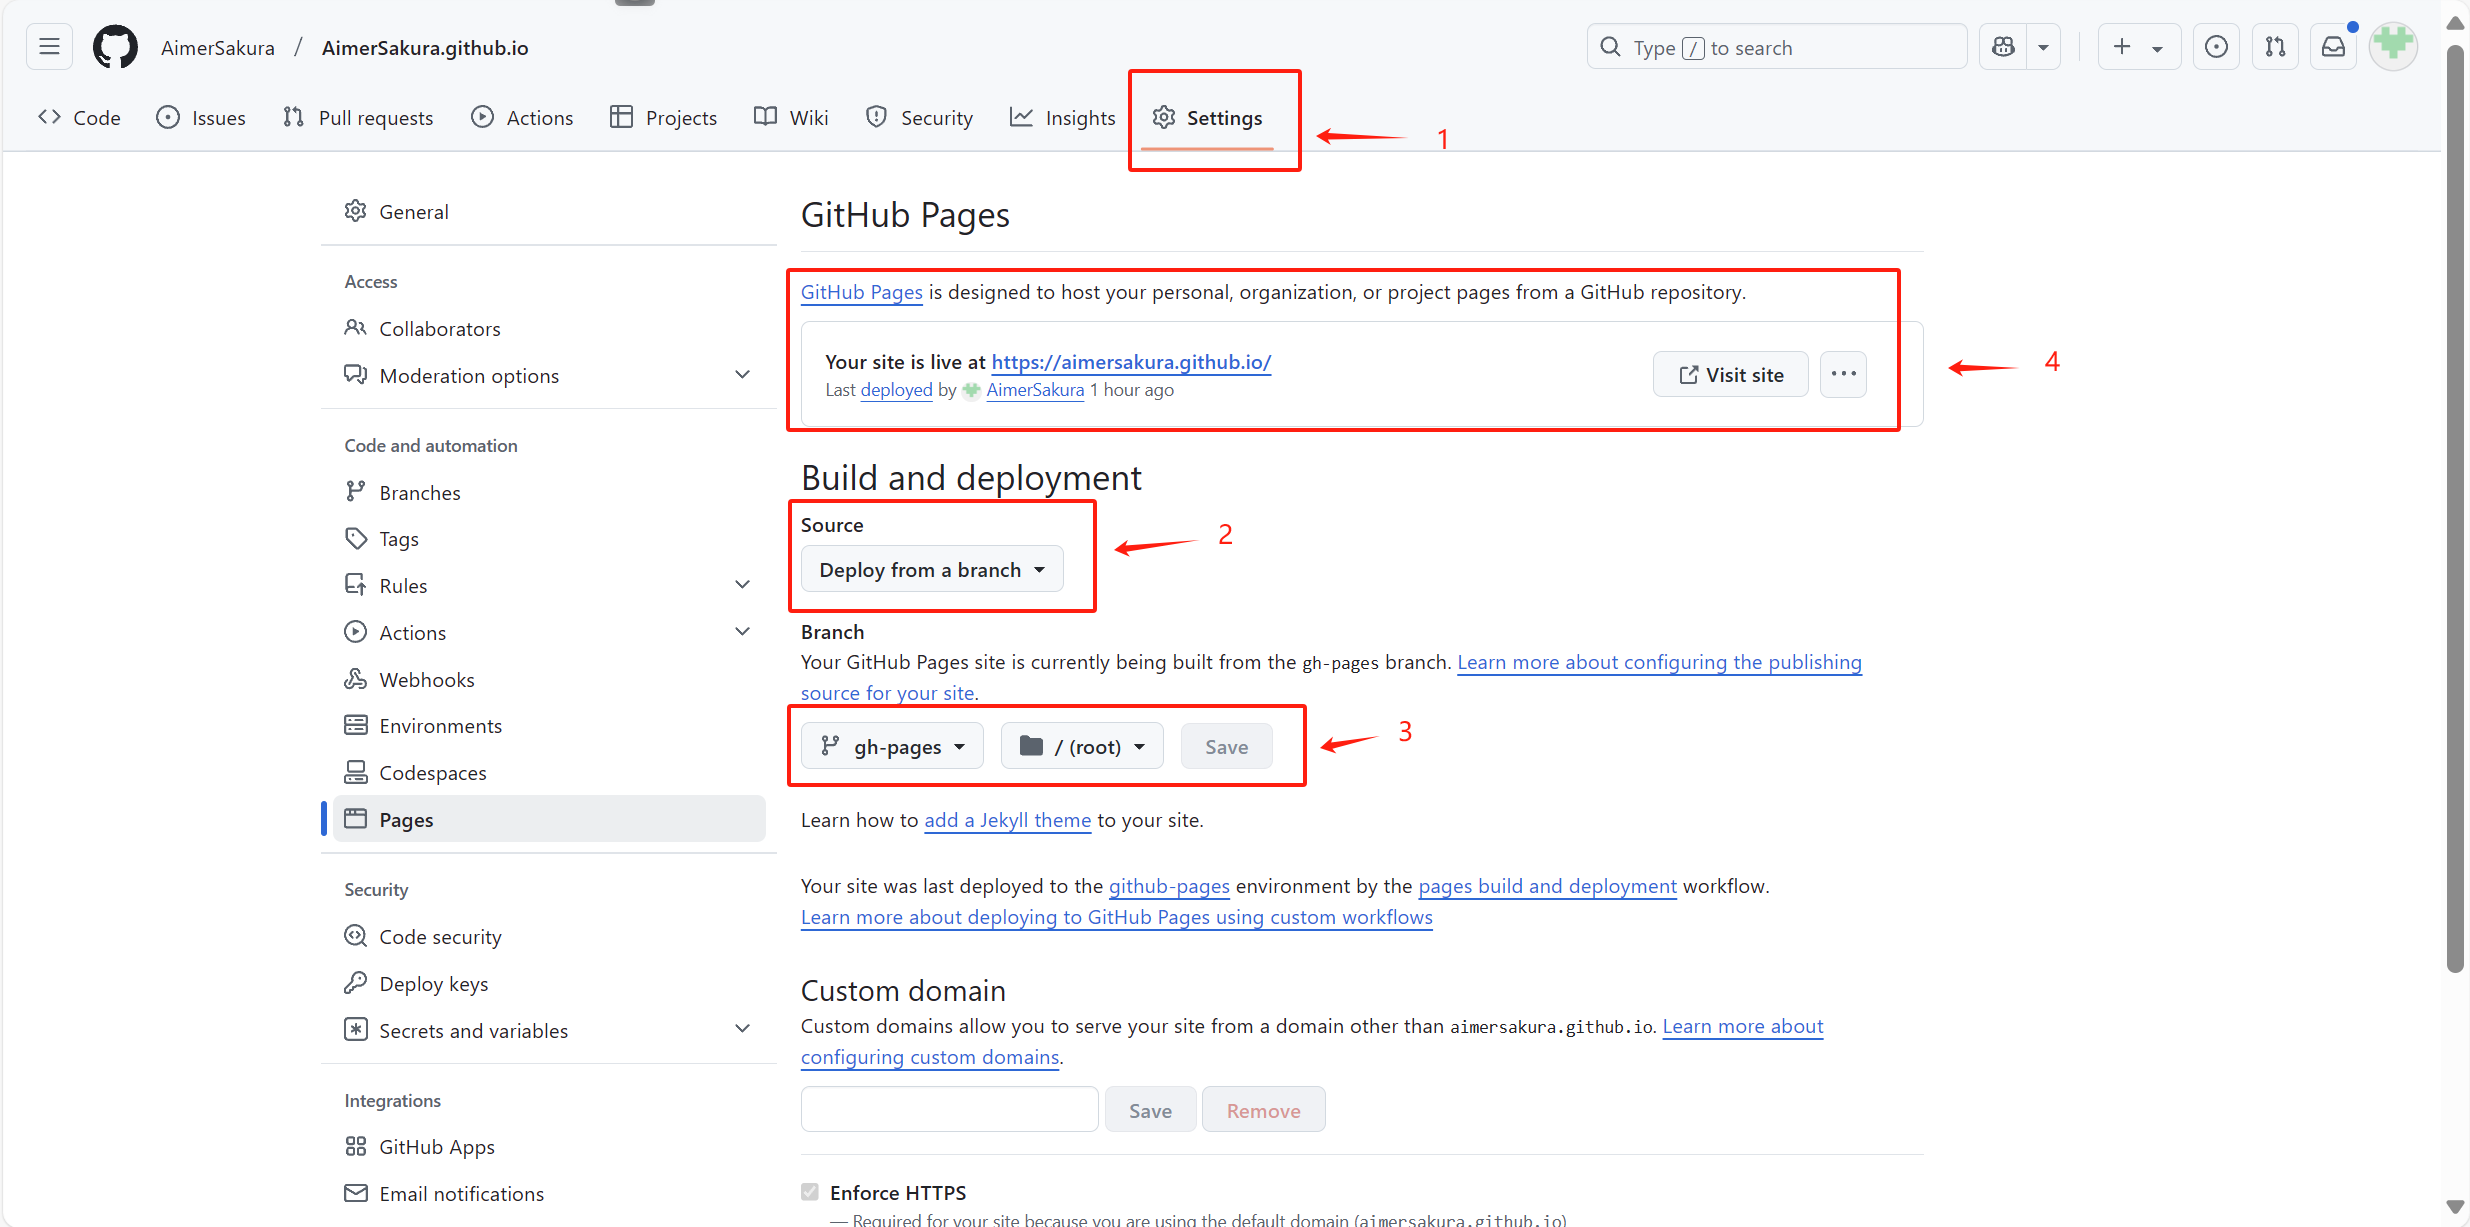 AimerSakura / AimerSakura.github.io
Type / to search
Code Issues Pull requests Actions Projects Wiki Security Insights Settings
1
General
Access
Collaborators
Moderation options
Code and automation
Branches
Tags
Rules
Actions
Webhooks
Environments
Codespaces
Pages
Security
Code security
Deploy keys
Secrets and variables
Integrations
GitHub Apps
Email notifications
GitHub Pages
GitHub Pages is designed to host your personal, organization, or project pages from a GitHub repository.
Your site is live at https://aimersakura.github.io/
Last deployed by AimerSakura 1 hour ago
Visit site
4
Build and deployment
Source
Deploy from a branch
2
Branch
Your GitHub Pages site is currently being built from the gh-pages branch. Learn more about configuring the publishing
source for your site.
gh-pages / (root) Save
3
Learn how to add a Jekyll theme to your site.
Your site was last deployed to the github-pages environment by the pages build and deployment workflow.
Learn more about deploying to GitHub Pages using custom workflows
Custom domain
Custom domains allow you to serve your site from a domain other than aimersakura.github.io. Learn more about
configuring custom domains.
Save Remove
Enforce HTTPS
— Required for your site because you are using the default domain (aimersakura.github.io)